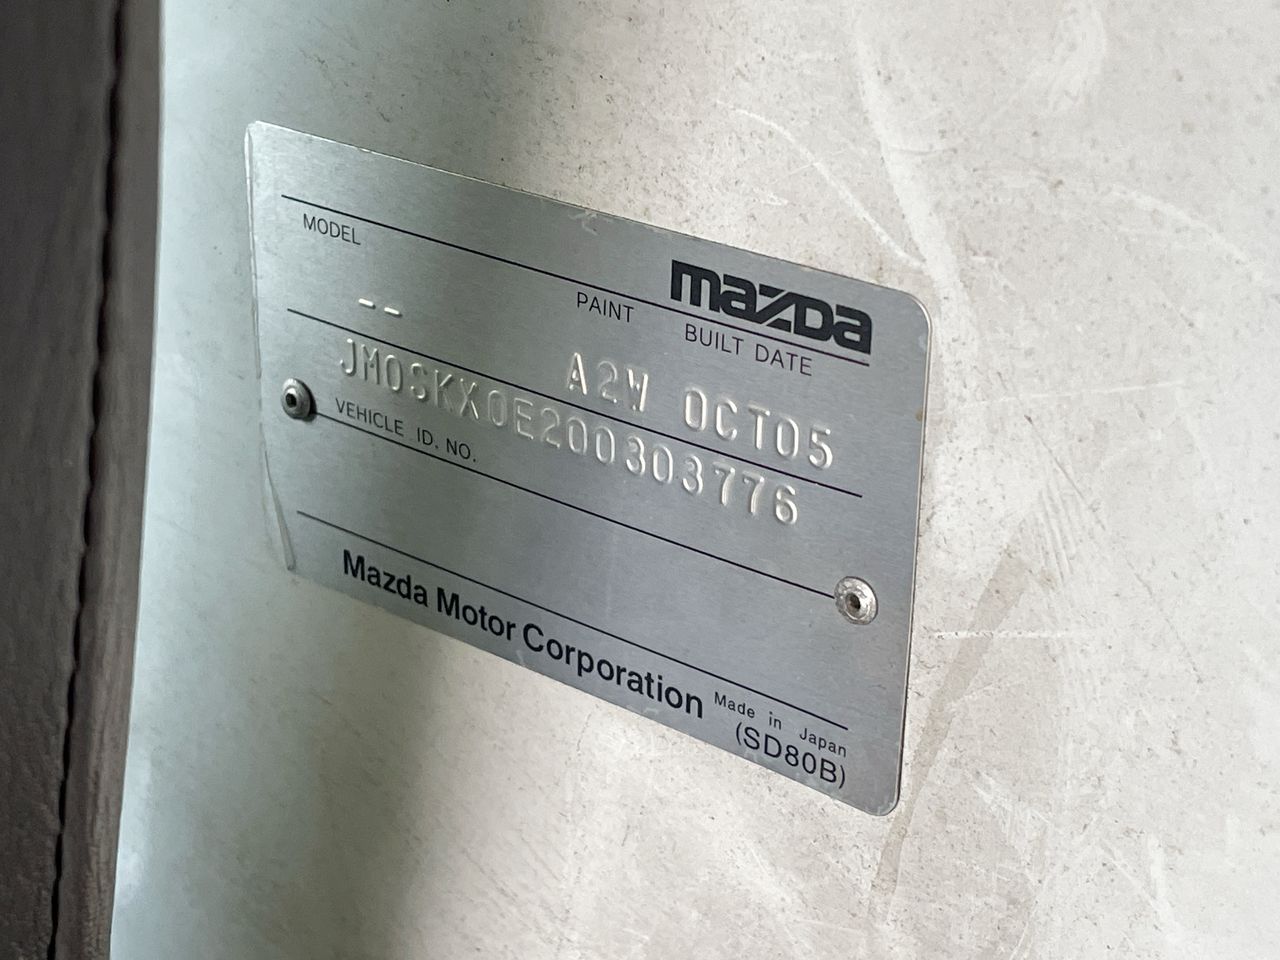 mazda
MODEL PAINT BUILT DATE
-- A2W OCT05
VEHICLE ID. NO.
JM0SKX0E200303776
Mazda Motor Corporation Made in Japan
(SD80B)